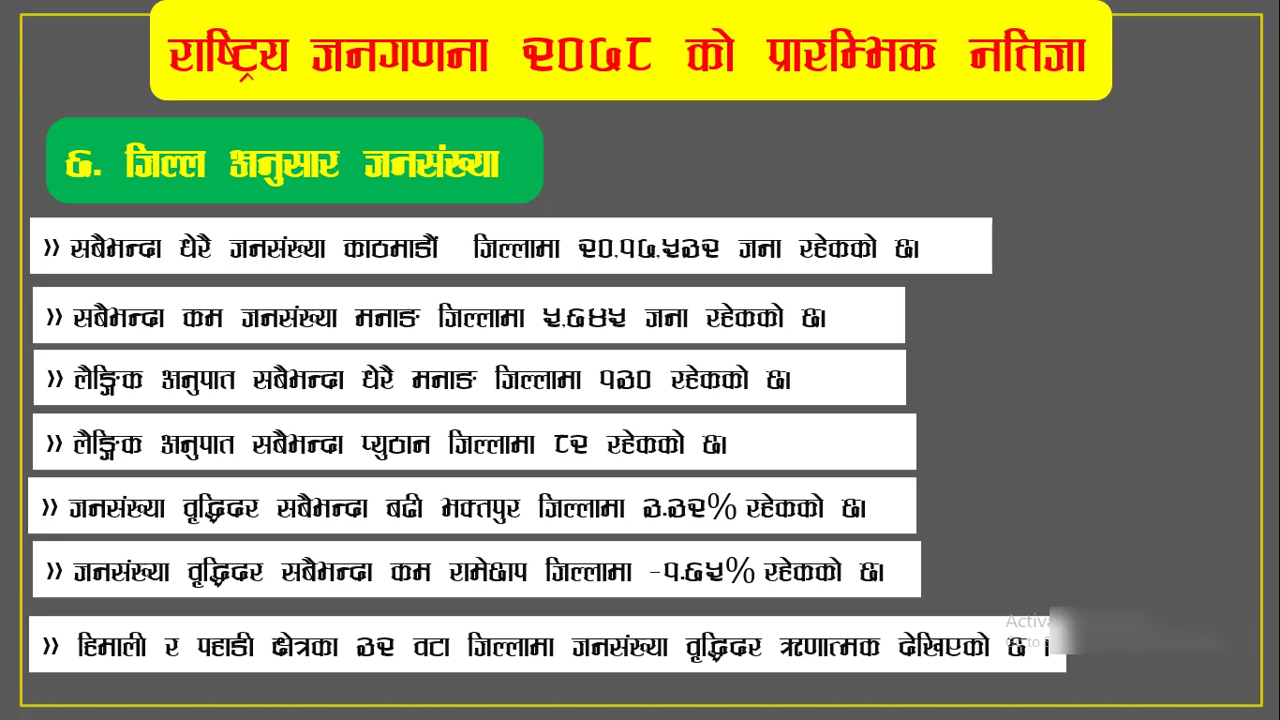 राष्ट्रिय जनगणना २०७८ को प्रारम्भिक नतिजा
६. जिल्ल अनुसार जनसंख्या
» सबैभन्दा धेरै जनसंख्या काठमाडौं जिल्लामा २०,१७,५३२ जना रहेकको छ।
» सबैभन्दा कम जनसंख्या मनाङ जिल्लामा ५,६४५ जना रहेकको छ।
» लैङ्गिक अनुपात सबैभन्दा धेरै मनाङ जिल्लामा १३० रहेकको छ।
» लैङ्गिक अनुपात सबैभन्दा प्युठान जिल्लामा ८२ रहेकको छ।
» जनसंख्या वृद्धिदर सबैभन्दा बढी भक्तपुर जिल्लामा ३.३२% रहेकको छ।
» जनसंख्या वृद्धिदर सबैभन्दा कम रामेछाप जिल्लामा -१.६५% रहेकको छ।
» हिमाली र पहाडी क्षेत्रका ३२ वटा जिल्लामा जनसंख्या वृद्धिदर ऋणात्मक देखिएको छ ।